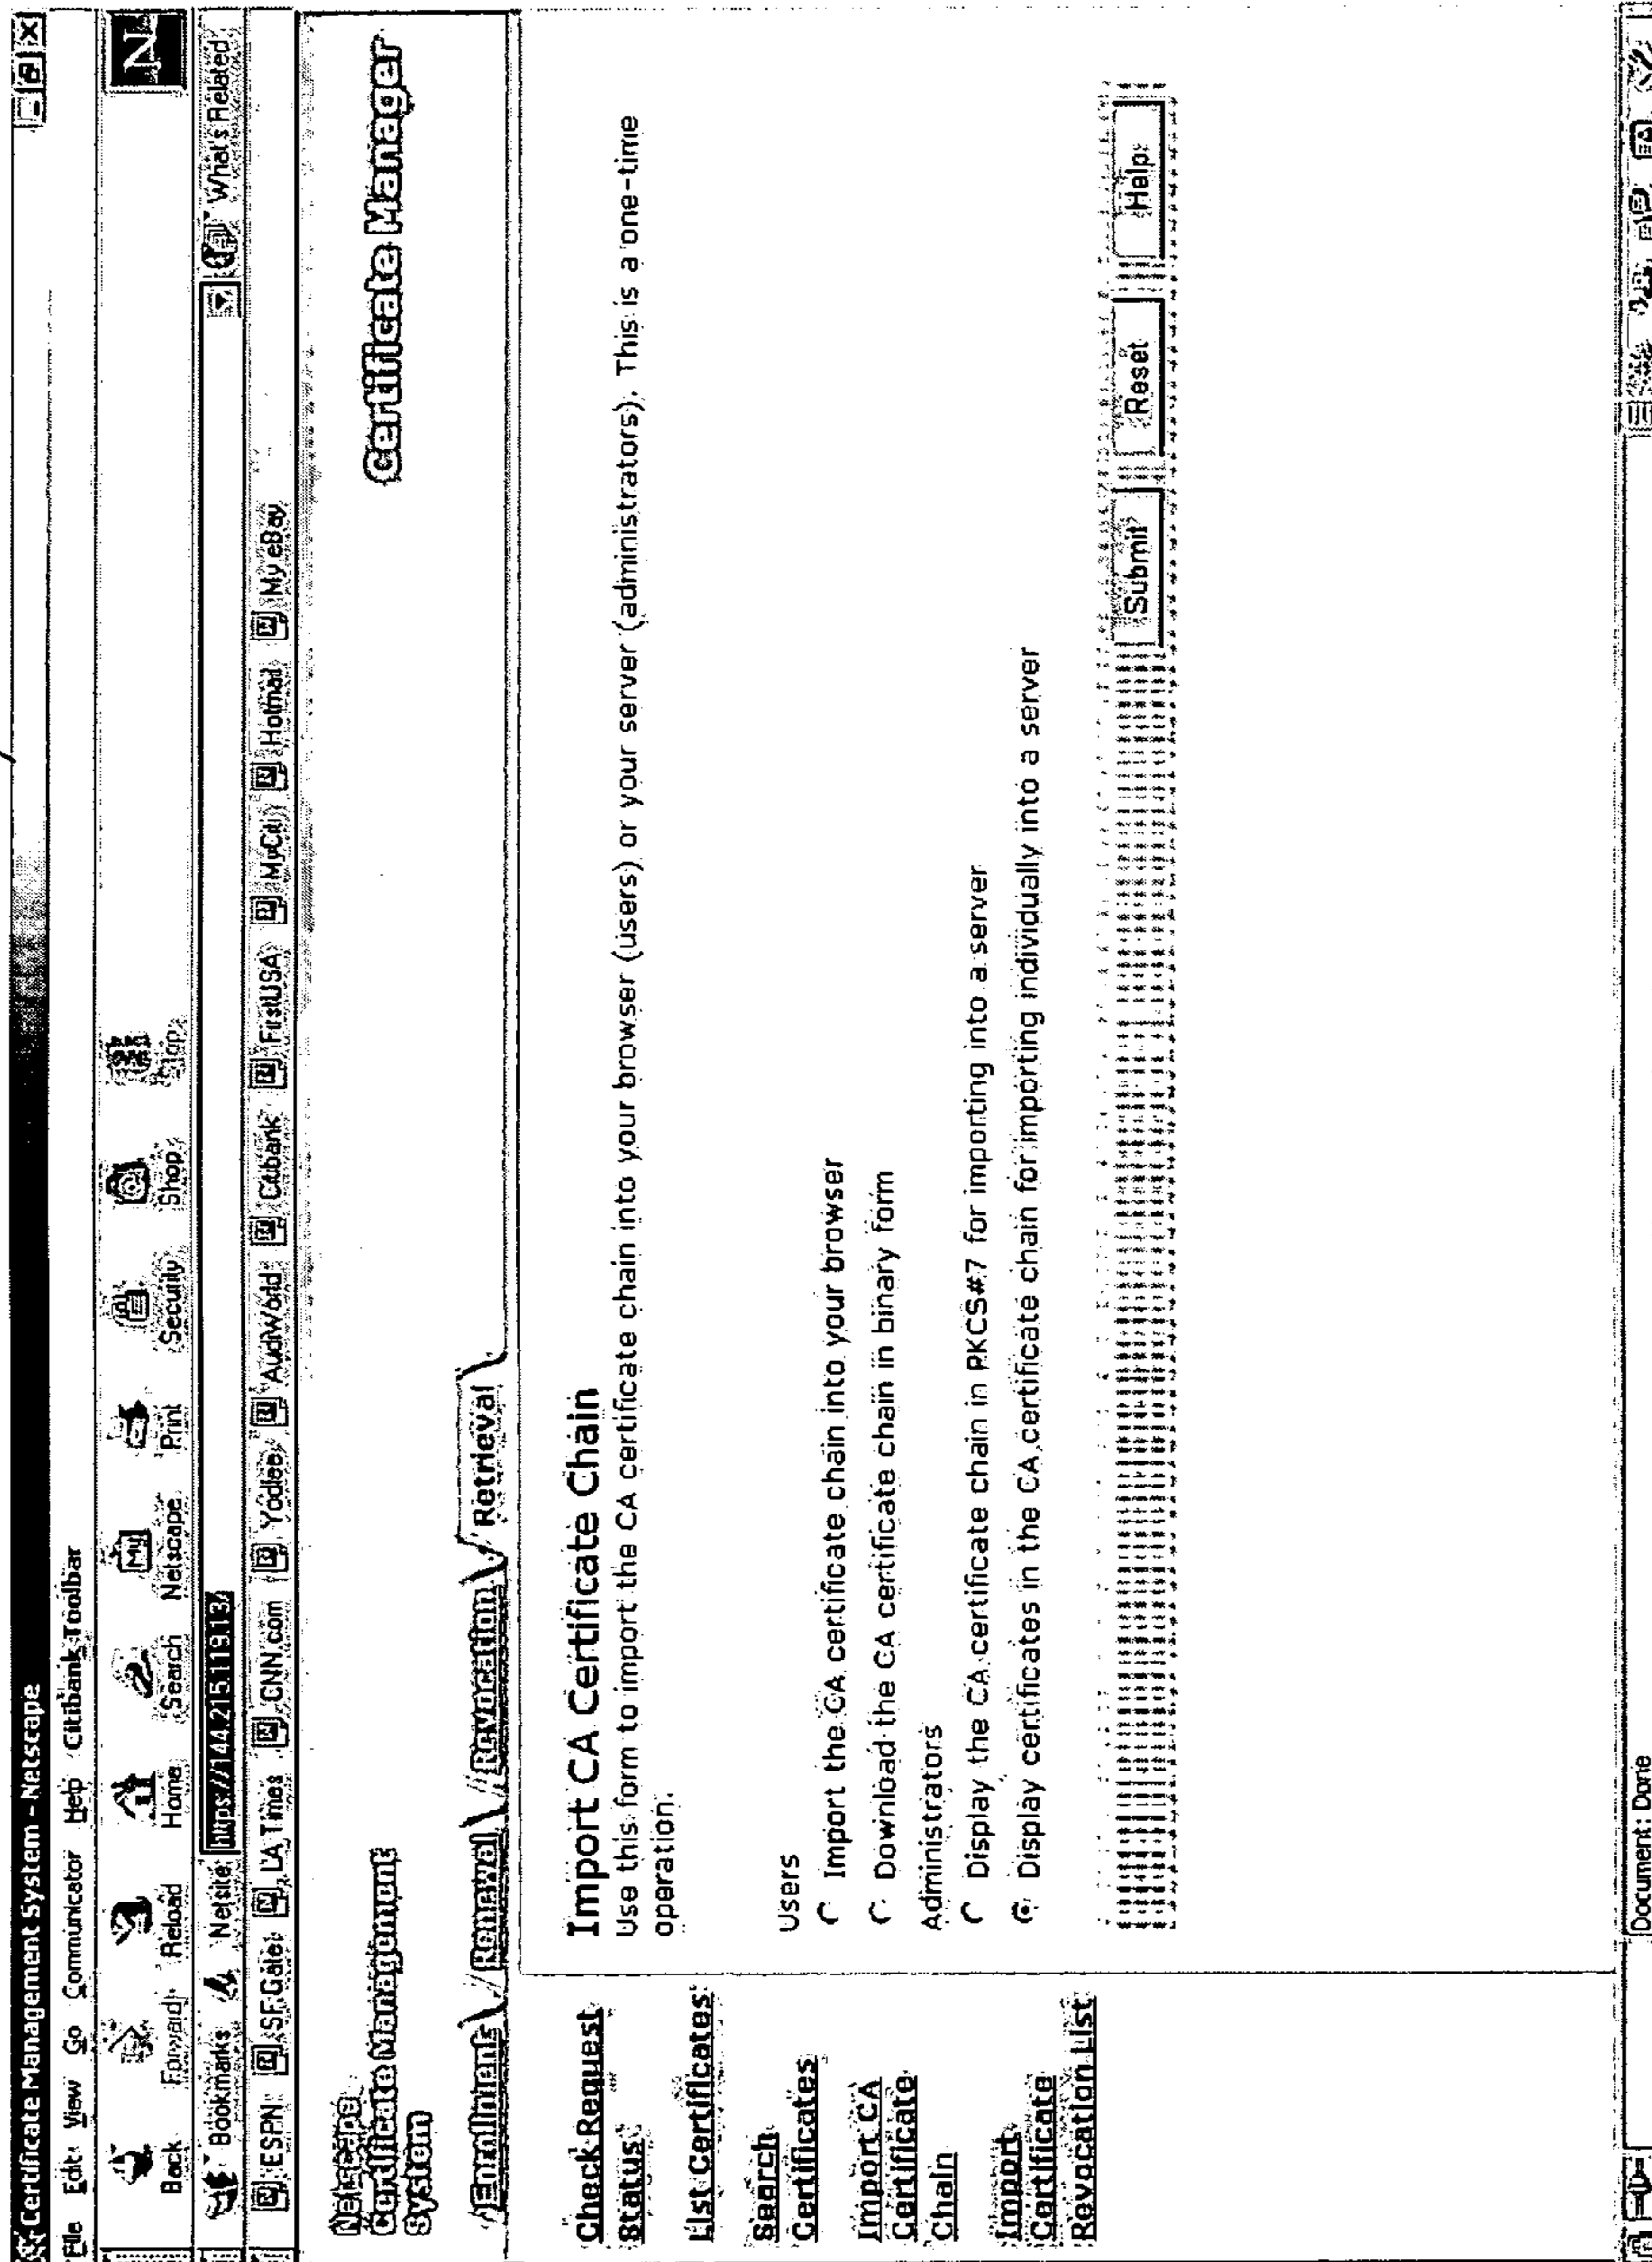 Certificate Management System - Netscape
File Edit View Go Communicator Help Citibank Toolbar
Back Forward Reload Home Search Netscape Print Security Shop Stop
My
N
Bookmarks Netsite: https://144.215.119.13/ What's Related
ESPN SF Gate LA Times CNN.com Yodlee AudiWorld Citibank FirstUSA MyCiti Hotmail My eBay
Netscape
Certificate Management
System
Certificate Manager
Enrollment Renewal Revocation Retrieval
Check Request
Status
List Certificates
Search
Certificates
Import CA
Certificate
Chain
Import
Certificate
Revocation List
Import CA Certificate Chain
Use this form to import the CA certificate chain into your browser (users) or your server (administrators). This is a one-time
operation.
Users
Import the CA certificate chain into your browser
Download the CA certificate chain in binary form
Administrators
Display the CA certificate chain in PKCS#7 for importing into a server
Display certificates in the CA certificate chain for importing individually into a server
Submit Reset Help
Document: Done